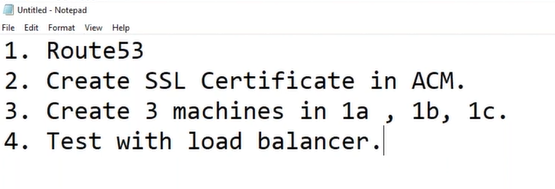 Untitled - Notepad
File Edit Format View Help
1. Route53
2. Create SSL Certificate in ACM.
3. Create 3 machines in 1a , 1b, 1c.
4. Test with load balancer.